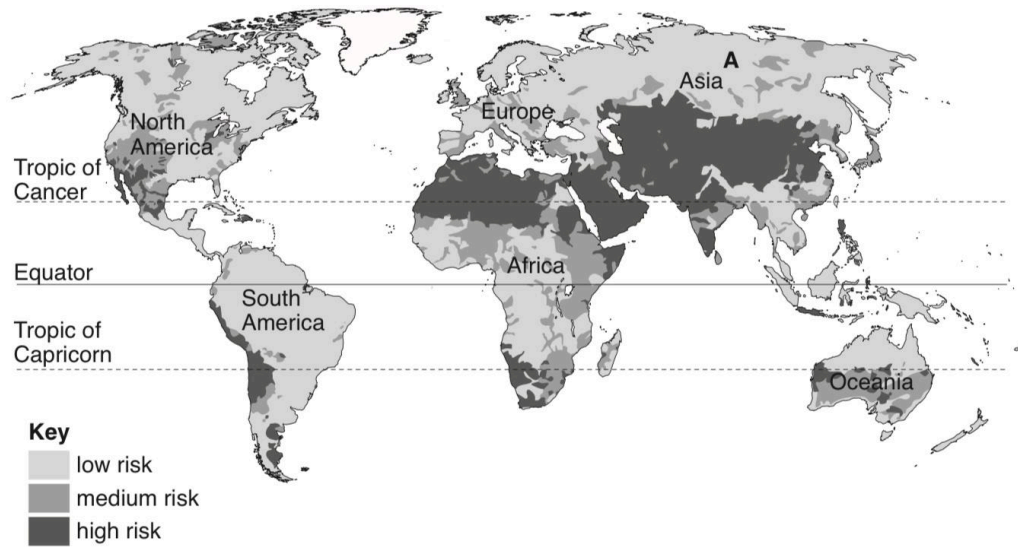 A
Asia
Europe
North
America
Tropic of
Cancer
Equator
Africa
South
America
Tropic of
Capricorn
Oceania
Key
low risk
medium risk
high risk